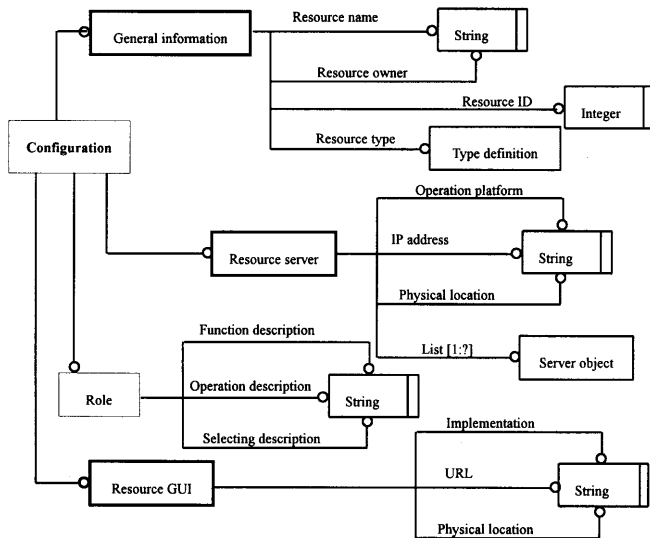 Resource name
General information
String
Resource owner
Resource ID
Integer
Resource type
Configuration
Type definition
Operation platform
IP address
Resource server
String
Physical location
Function description
List [1:?]
Server object
Operation description
Role
String
Selecting description
Implementation
URL
Resource GUI
String
Physical location